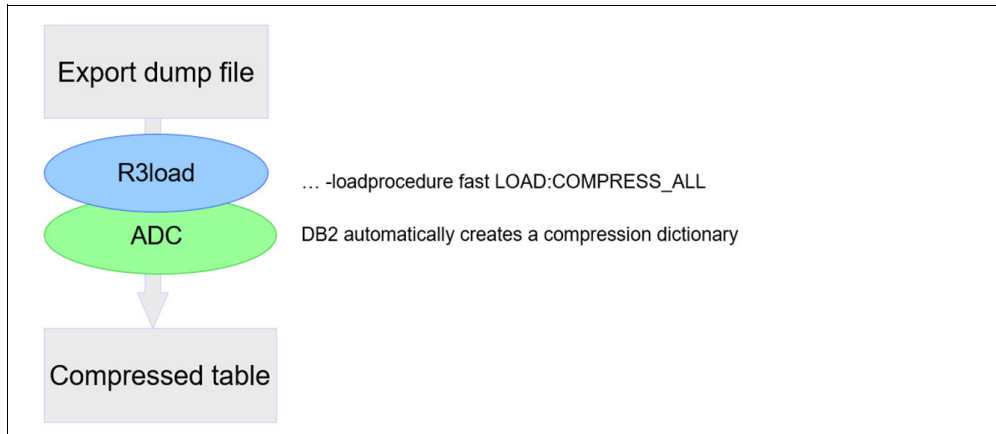 Export dump file
R3load
... -loadprocedure fast LOAD:COMPRESS_ALL
ADC
DB2 automatically creates a compression dictionary
Compressed table